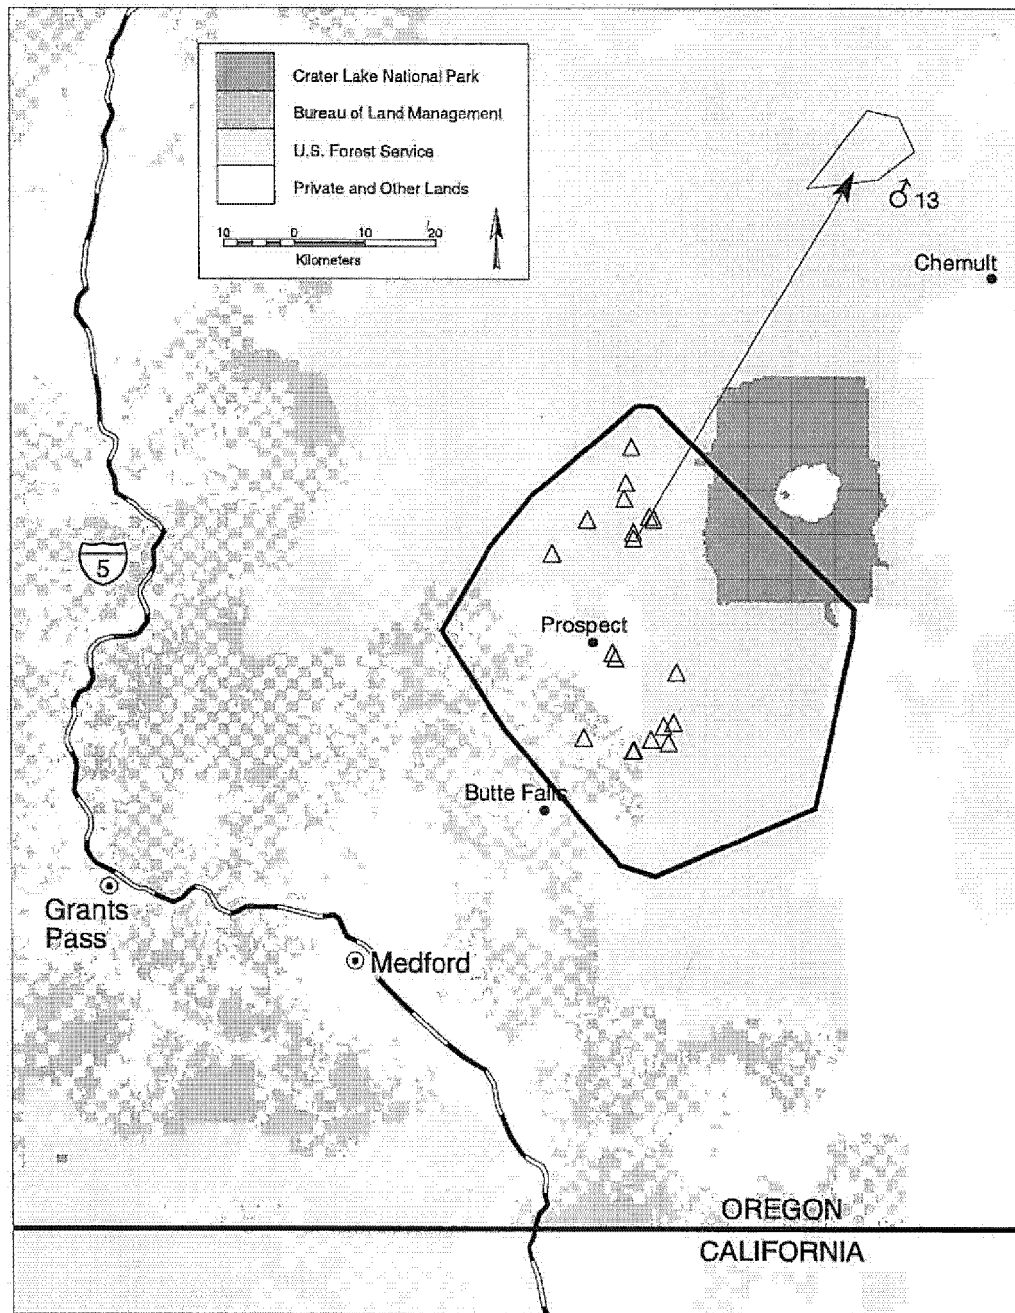 Crater Lake National Park
Bureau of Land Management
U.S. Forest Service
Private and Other Lands
10 0 10 20
Kilometers
♂ 13
Chemult
5
Prospect
Butte Falls
Grants
Pass
Medford
OREGON
CALIFORNIA